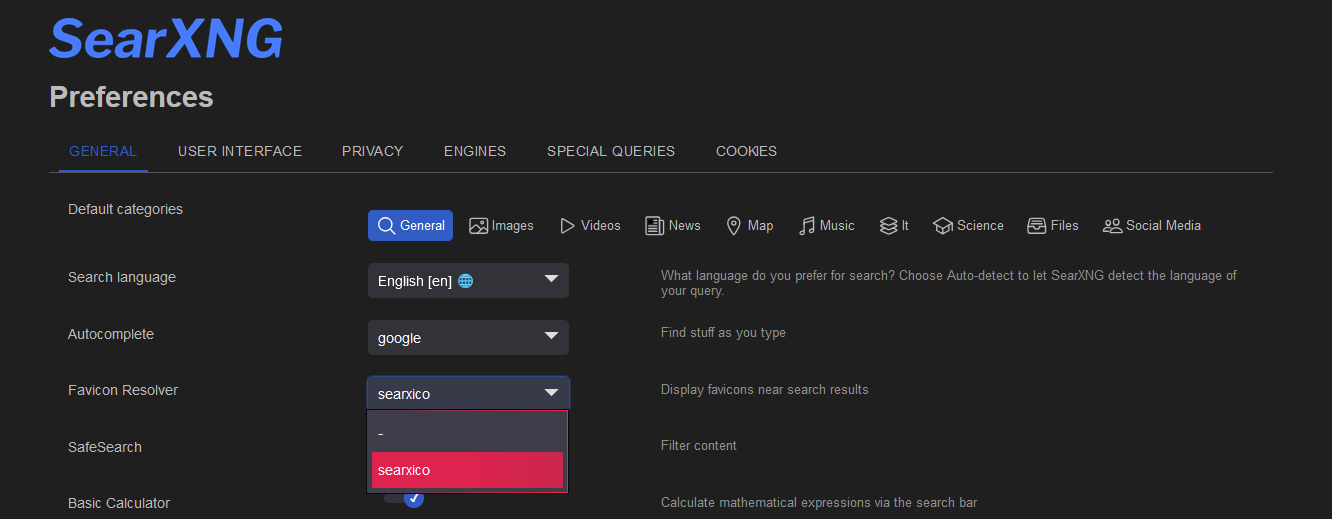 SearXNG
Preferences
GENERAL USER INTERFACE PRIVACY ENGINES SPECIAL QUERIES COOKIES
Default categories
General Images Videos News Map Music It Science Files Social Media
Search language
English [en]
What language do you prefer for search? Choose Auto-detect to let SearXNG detect the language of
your query.
Autocomplete
google
Find stuff as you type
Favicon Resolver
searxico
Display favicons near search results
-
searxico
SafeSearch
Filter content
Basic Calculator
Calculate mathematical expressions via the search bar